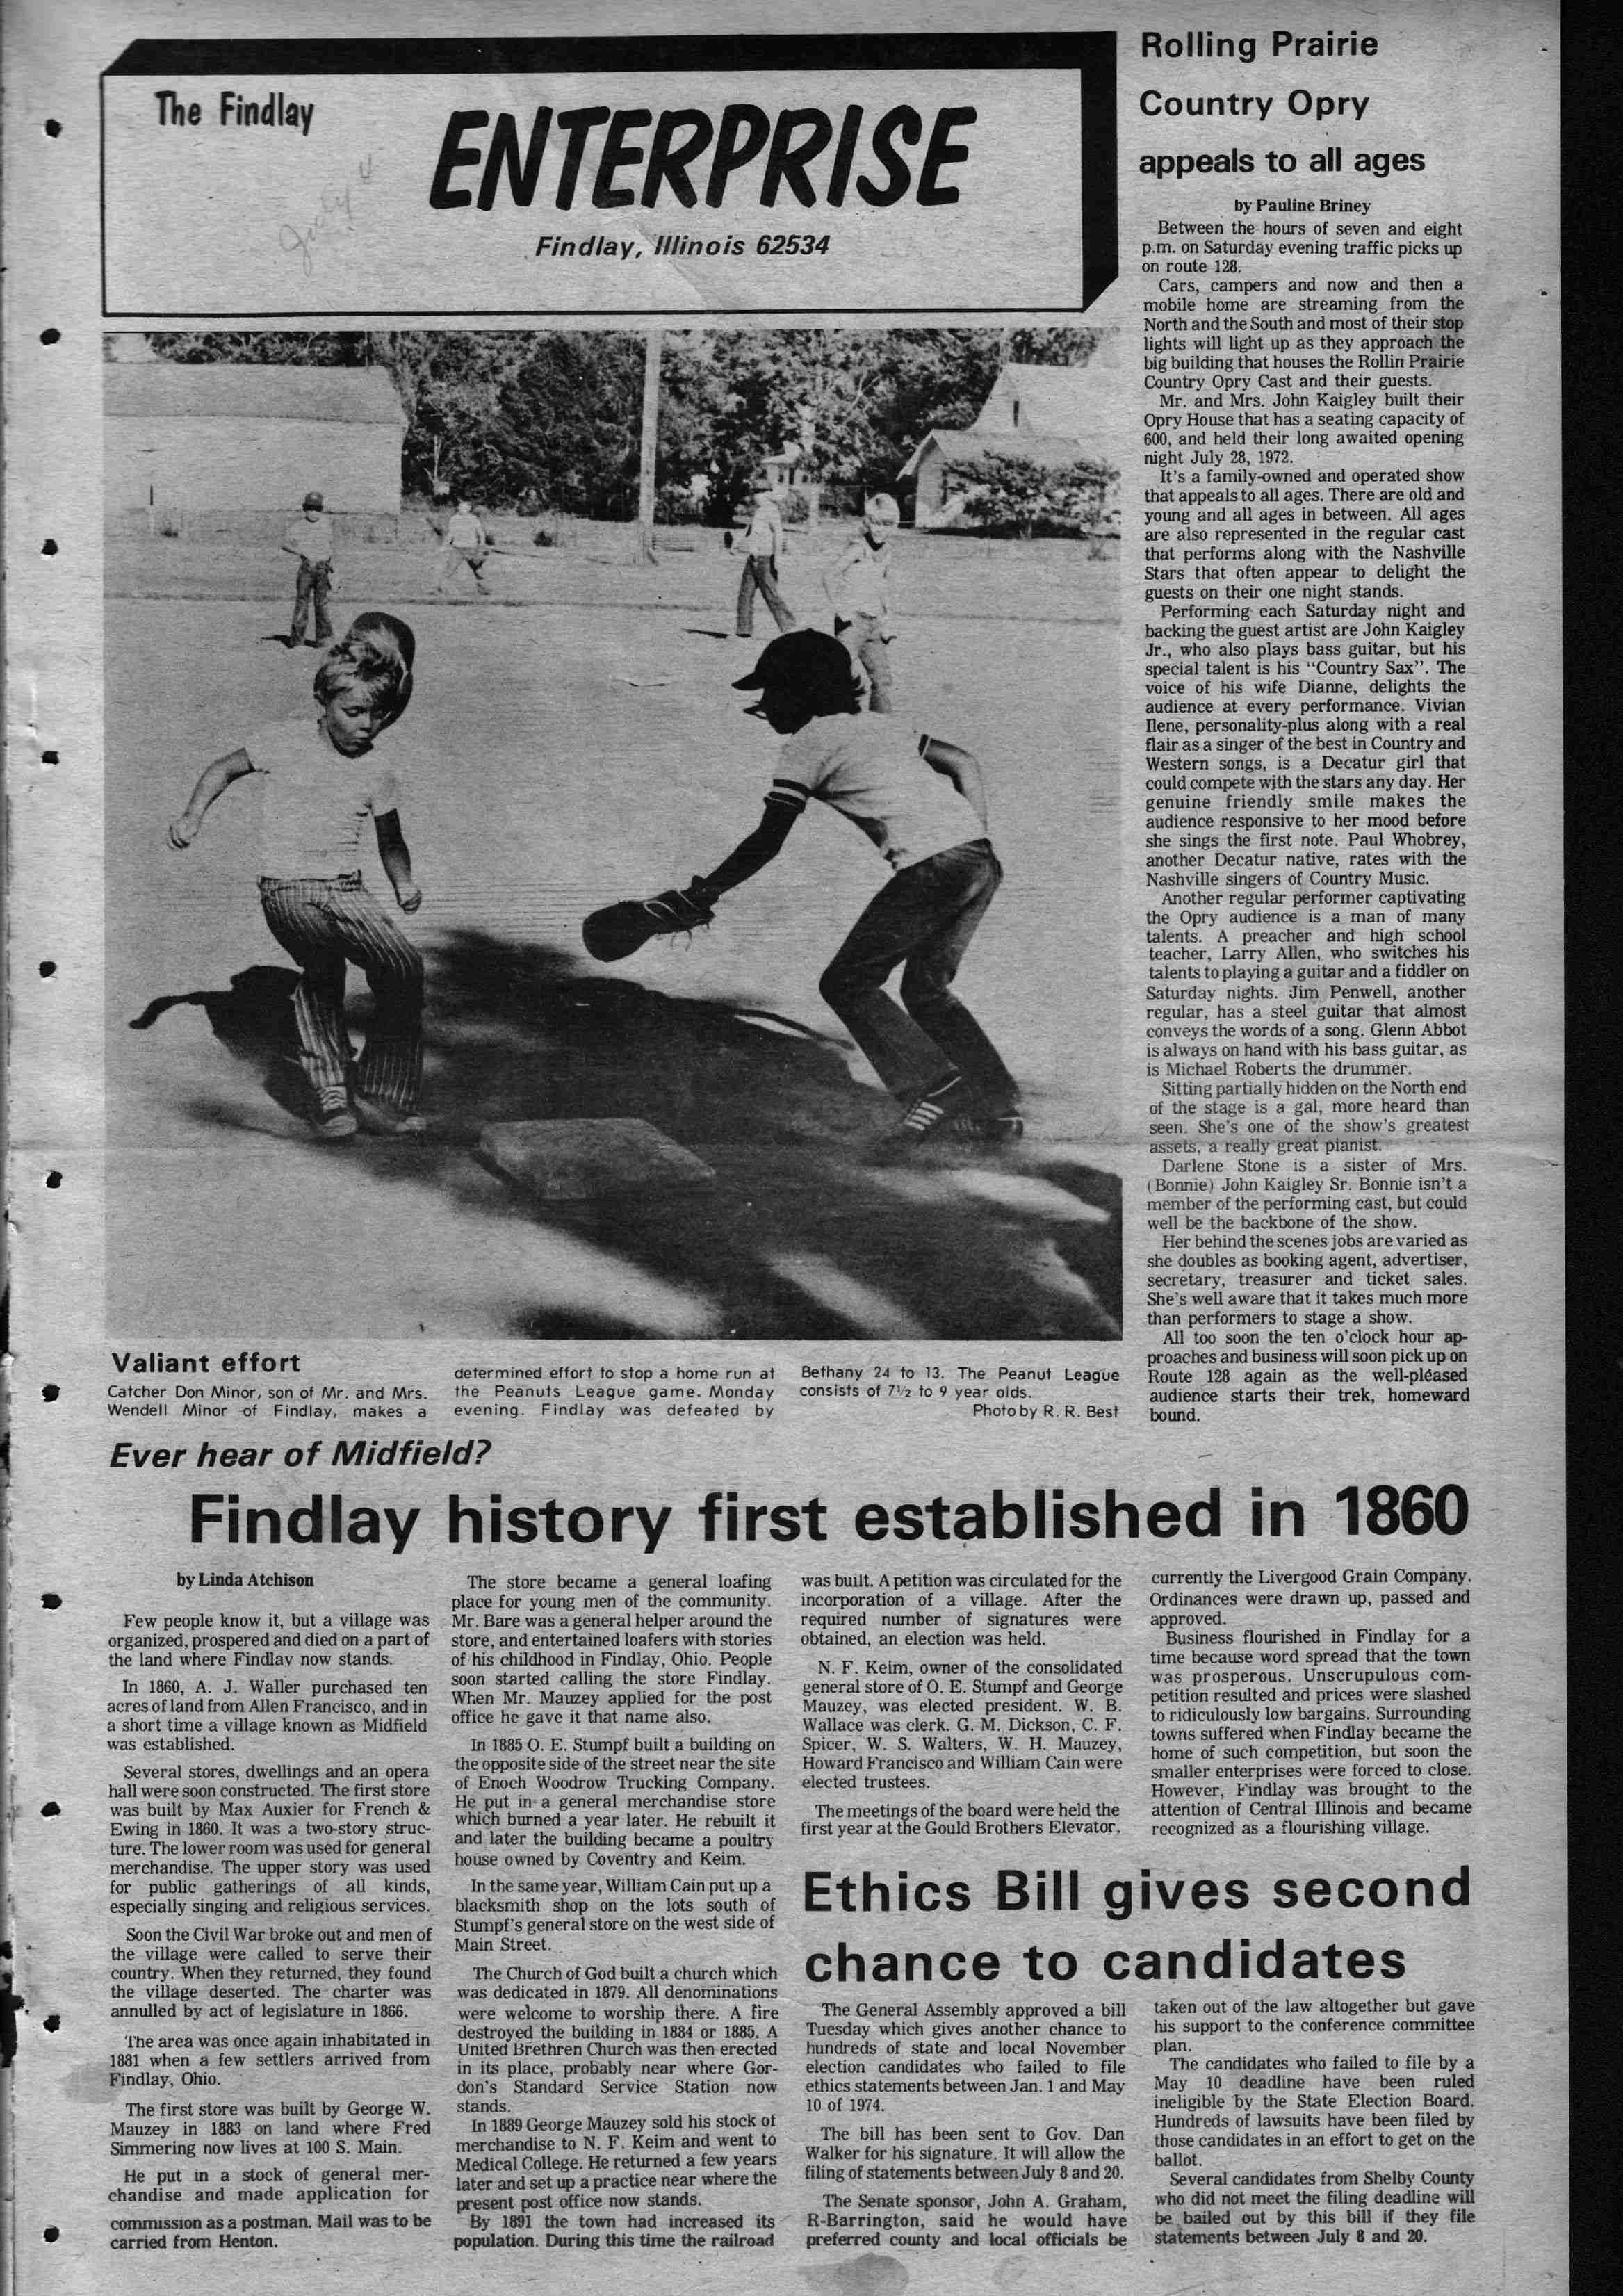 The Findlay
ENTERPRISE
July 4
Findlay, Illinois 62534
Rolling Prairie
Country Opry
appeals to all ages
by Pauline Briney
Between the hours of seven and eight
p.m. on Saturday evening traffic picks up
on route 128.
Cars, campers and now and then a
mobile home are streaming from the
North and the South and most of their stop
lights will light up as they approach the
big building that houses the Rollin Prairie
Country Opry Cast and their guests.
Mr. and Mrs. John Kaigley built their
Opry House that has a seating capacity of
600, and held their long awaited opening
night July 28, 1972.
It's a family-owned and operated show
that appeals to all ages. There are old and
young and all ages in between. All ages
are also represented in the regular cast
that performs along with the Nashville
Stars that often appear to delight the
guests on their one night stands.
Performing each Saturday night and
backing the guest artist are John Kaigley
Jr., who also plays bass guitar, but his
special talent is his "Country Sax". The
voice of his wife Dianne, delights the
audience at every performance. Vivian
Ilene, personality-plus along with a real
flair as a singer of the best in Country and
Western songs, is a Decatur girl that
could compete with the stars any day. Her
genuine friendly smile makes the
audience responsive to her mood before
she sings the first note. Paul Whobrey,
another Decatur native, rates with the
Nashville singers of Country Music.
Another regular performer captivating
the Opry audience is a man of many
talents. A preacher and high school
teacher, Larry Allen, who switches his
talents to playing a guitar and a fiddler on
Saturday nights. Jim Penwell, another
regular, has a steel guitar that almost
conveys the words of a song. Glenn Abbot
is always on hand with his bass guitar, as
is Michael Roberts the drummer.
Sitting partially hidden on the North end
of the stage is a gal, more heard than
seen. She's one of the show's greatest
assets, a really great pianist.
Darlene Stone is a sister of Mrs.
(Bonnie) John Kaigley Sr. Bonnie isn't a
member of the performing cast, but could
well be the backbone of the show.
Her behind the scenes jobs are varied as
she doubles as booking agent, advertiser,
secretary, treasurer and ticket sales.
She's well aware that it takes much more
than performers to stage a show.
All too soon the ten o'clock hour ap-
proaches and business will soon pick up on
Route 128 again as the well-pleased
audience starts their trek, homeward
bound.
Valiant effort
Catcher Don Minor, son of Mr. and Mrs.
Wendell Minor of Findlay, makes a
determined effort to stop a home run at
the Peanuts League game. Monday
evening. Findlay was defeated by
Bethany 24 to 13. The Peanut League
consists of 7½ to 9 year olds.
Photo by R. R. Best
Ever hear of Midfield?
Findlay history first established in 1860
by Linda Atchison
Few people know it, but a village was
organized, prospered and died on a part of
the land where Findlay now stands.
In 1860, A. J. Waller purchased ten
acres of land from Allen Francisco, and in
a short time a village known as Midfield
was established.
Several stores, dwellings and an opera
hall were soon constructed. The first store
was built by Max Auxier for French &
Ewing in 1860. It was a two-story struc-
ture. The lower room was used for general
merchandise. The upper story was used
for public gatherings of all kinds,
especially singing and religious services.
Soon the Civil War broke out and men of
the village were called to serve their
country. When they returned, they found
the village deserted. The charter was
annulled by act of legislature in 1866.
The area was once again inhabitated in
1881 when a few settlers arrived from
Findlay, Ohio.
The first store was built by George W.
Mauzey in 1883 on land where Fred
Simmering now lives at 100 S. Main.
He put in a stock of general mer-
chandise and made application for
commission as a postman. Mail was to be
carried from Henton.
The store became a general loafing
place for young men of the community.
Mr. Bare was a general helper around the
store, and entertained loafers with stories
of his childhood in Findlay, Ohio. People
soon started calling the store Findlay.
When Mr. Mauzey applied for the post
office he gave it that name also.
In 1885 O. E. Stumpf built a building on
the opposite side of the street near the site
of Enoch Woodrow Trucking Company.
He put in a general merchandise store
which burned a year later. He rebuilt it
and later the building became a poultry
house owned by Coventry and Keim.
In the same year, William Cain put up a
blacksmith shop on the lots south of
Stumpf's general store on the west side of
Main Street.
The Church of God built a church which
was dedicated in 1879. All denominations
were welcome to worship there. A fire
destroyed the building in 1884 or 1885. A
United Brethren Church was then erected
in its place, probably near where Gor-
don's Standard Service Station now
stands.
In 1889 George Mauzey sold his stock of
merchandise to N. F. Keim and went to
Medical College. He returned a few years
later and set up a practice near where the
present post office now stands.
By 1891 the town had increased its
population. During this time the railroad
was built. A petition was circulated for the
incorporation of a village. After the
required number of signatures were
obtained, an election was held.
N. F. Keim, owner of the consolidated
general store of O. E. Stumpf and George
Mauzey, was elected president. W. B.
Wallace was clerk. G. M. Dickson, C. F.
Spicer, W. S. Walters, W. H. Mauzey,
Howard Francisco and William Cain were
elected trustees.
The meetings of the board were held the
first year at the Gould Brothers Elevator,
currently the Livergood Grain Company.
Ordinances were drawn up, passed and
approved.
Business flourished in Findlay for a
time because word spread that the town
was prosperous. Unscrupulous com-
petition resulted and prices were slashed
to ridiculously low bargains. Surrounding
towns suffered when Findlay became the
home of such competition, but soon the
smaller enterprises were forced to close.
However, Findlay was brought to the
attention of Central Illinois and became
recognized as a flourishing village.
Ethics Bill gives second
chance to candidates
The General Assembly approved a bill
Tuesday which gives another chance to
hundreds of state and local November
election candidates who failed to file
ethics statements between Jan. 1 and May
10 of 1974.
The bill has been sent to Gov. Dan
Walker for his signature. It will allow the
filing of statements between July 8 and 20.
The Senate sponsor, John A. Graham,
R-Barrington, said he would have
preferred county and local officials be
taken out of the law altogether but gave
his support to the conference committee
plan.
The candidates who failed to file by a
May 10 deadline have been ruled
ineligible by the State Election Board.
Hundreds of lawsuits have been filed by
those candidates in an effort to get on the
ballot.
Several candidates from Shelby County
who did not meet the filing deadline will
be bailed out by this bill if they file
statements between July 8 and 20.